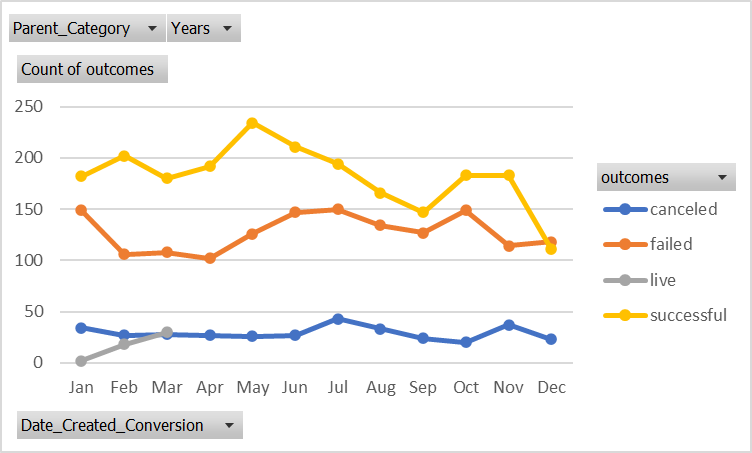 Parent_Category Years
Count of outcomes
250
200
150
100
50
0
Jan Feb Mar Apr May Jun Jul Aug Sep Oct Nov Dec
outcomes
canceled
failed
live
successful
Date_Created_Conversion